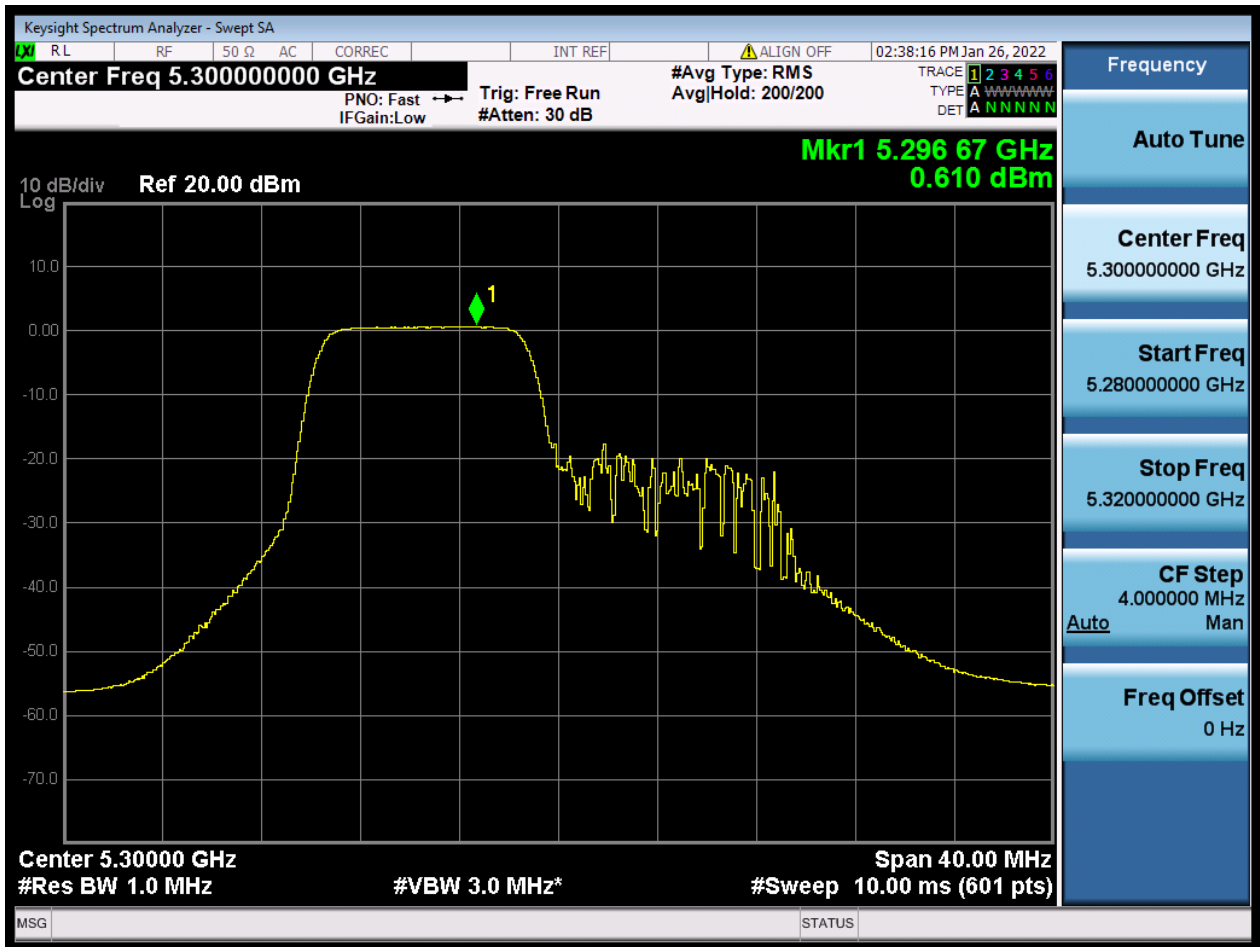 Keysight Spectrum Analyzer - Swept SA
LXI RL RF 50 Ω AC CORREC INT REF ALIGN OFF 02:38:16 PM Jan 26, 2022
Center Freq 5.300000000 GHz
PNO: Fast
IFGain:Low
Trig: Free Run
#Atten: 30 dB
#Avg Type: RMS
Avg|Hold: 200/200
TRACE 1 2 3 4 5 6
TYPE A WWWWW
DET A N N N N N
Mkr1 5.296 67 GHz
0.610 dBm
10 dB/div Ref 20.00 dBm
Log
10.0
0.00
-10.0
-20.0
-30.0
-40.0
-50.0
-60.0
-70.0
1
Center 5.30000 GHz Span 40.00 MHz
#Res BW 1.0 MHz #VBW 3.0 MHz* #Sweep 10.00 ms (601 pts)
MSG STATUS
Frequency
Auto Tune
Center Freq
5.300000000 GHz
Start Freq
5.280000000 GHz
Stop Freq
5.320000000 GHz
CF Step
4.000000 MHz
Auto Man
Freq Offset
0 Hz